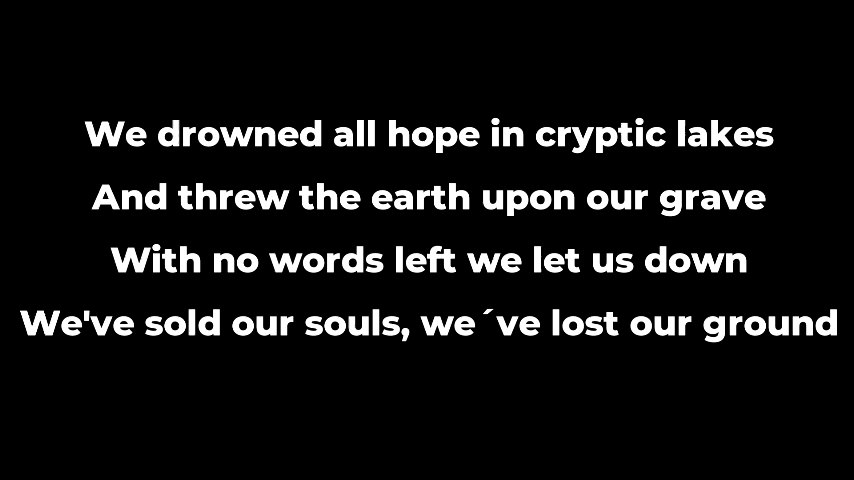 We drowned all hope in cryptic lakes
And threw the earth upon our grave
With no words left we let us down
We've sold our souls, we´ve lost our ground